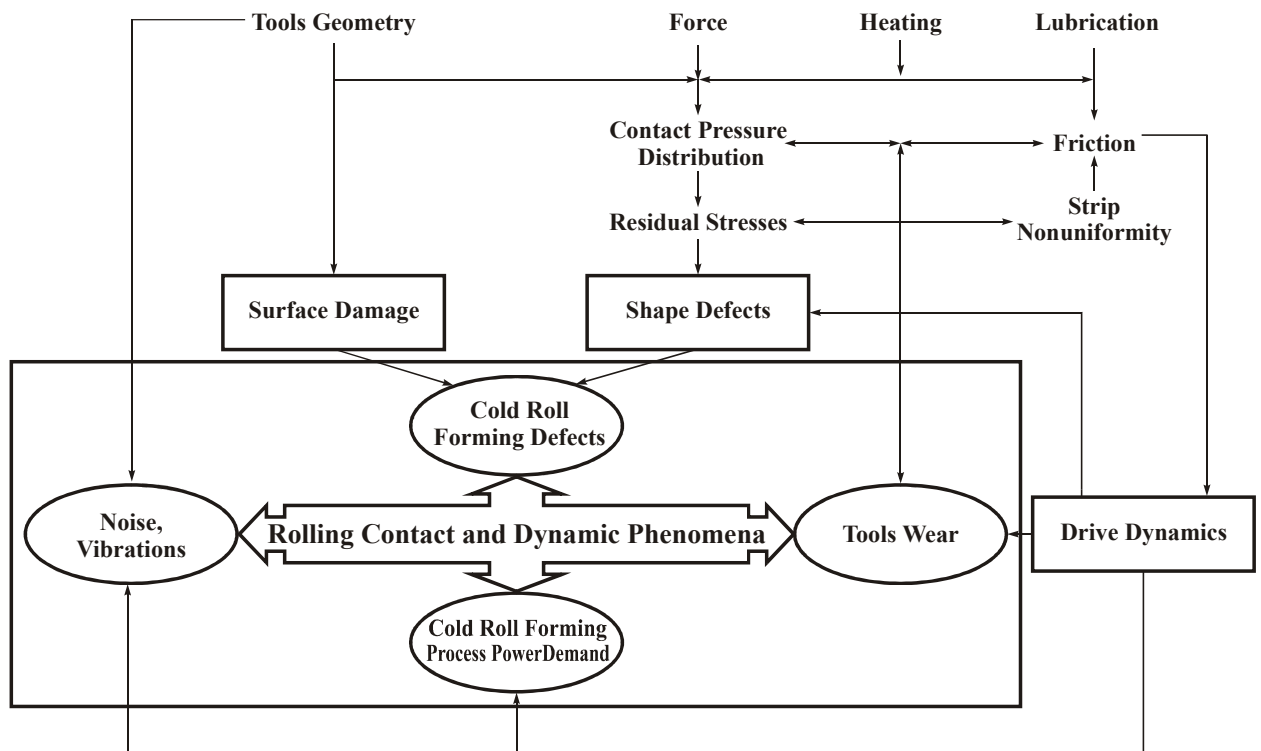 Tools Geometry
Force
Heating
Lubrication
Contact Pressure
Distribution
Friction
Residual Stresses
Strip
Nonuniformity
Surface Damage
Shape Defects
Cold Roll
Forming Defects
Noise,
Vibrations
Rolling Contact and Dynamic Phenomena
Tools Wear
Drive Dynamics
Cold Roll Forming
Process PowerDemand